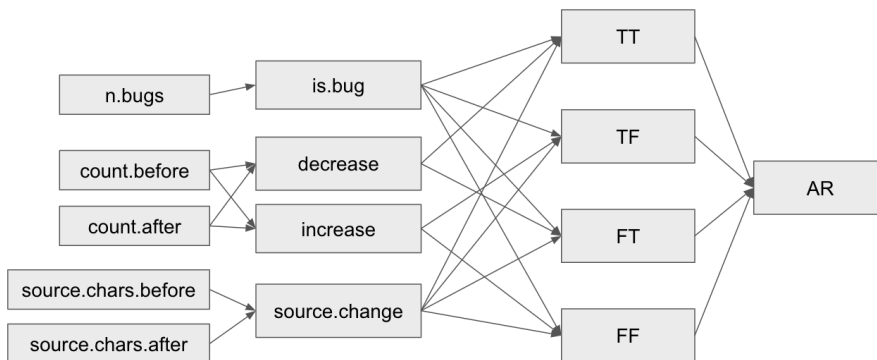 n.bugs
count.before
count.after
source.chars.before
source.chars.after
is.bug
decrease
increase
source.change
TT
TF
FT
FF
AR